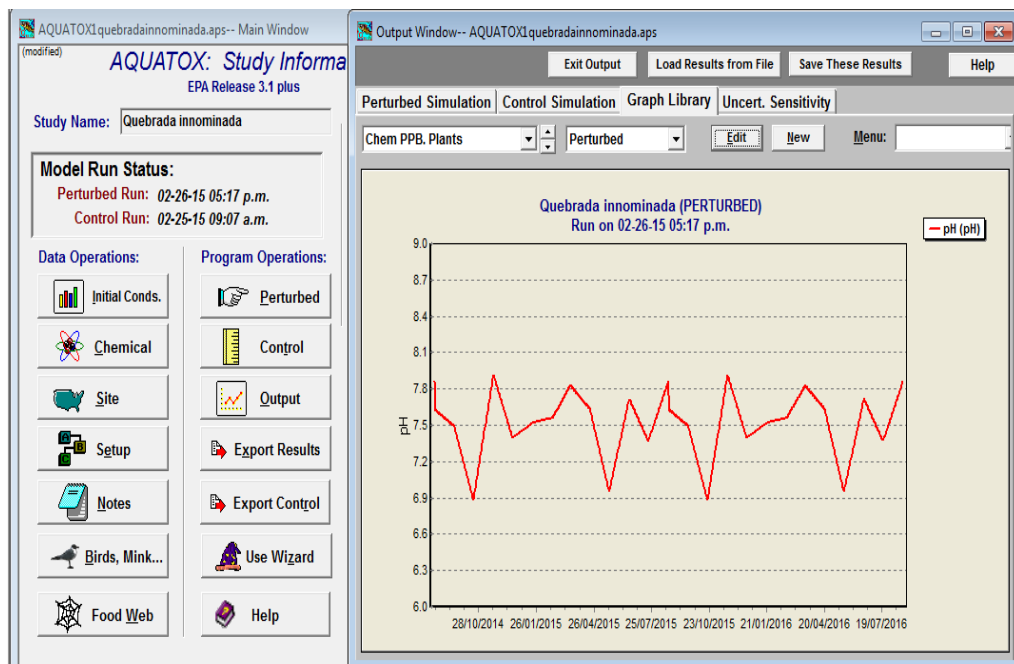 AQUATOX1quebradainnominada.aps-- Main Window
(modified)
AQUATOX: Study Informa
EPA Release 3.1 plus
Study Name: Quebrada innominada
Model Run Status:
Perturbed Run: 02-26-15 05:17 p.m.
Control Run: 02-25-15 09:07 a.m.
Data Operations:
Program Operations:
Initial Conds.
Perturbed
Chemical
Control
Site
Output
Setup
Export Results
Notes
Export Control
Birds, Mink...
Use Wizard
Food Web
Help
Output Window-- AQUATOX1quebradainnominada.aps
Exit Output
Load Results from File
Save These Results
Help
Perturbed Simulation
Control Simulation
Graph Library
Uncert. Sensitivity
Chem PPB. Plants
Perturbed
Edit
New
Menu:
Quebrada innominada (PERTURBED)
Run on 02-26-15 05:17 p.m.
pH (pH)
9.0
8.7
8.4
8.1
7.8
7.5
7.2
6.9
6.6
6.3
6.0
pH
28/10/2014 26/01/2015 26/04/2015 25/07/2015 23/10/2015 21/01/2016 20/04/2016 19/07/2016